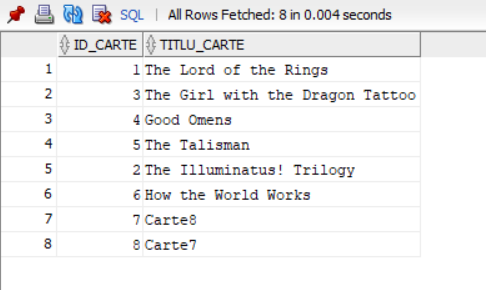 SQL | All Rows Fetched: 8 in 0.004 seconds
ID_CARTE TITLU_CARTE
1 1 The Lord of the Rings
2 3 The Girl with the Dragon Tattoo
3 4 Good Omens
4 5 The Talisman
5 2 The Illuminatus! Trilogy
6 6 How the World Works
7 7 Carte8
8 8 Carte7